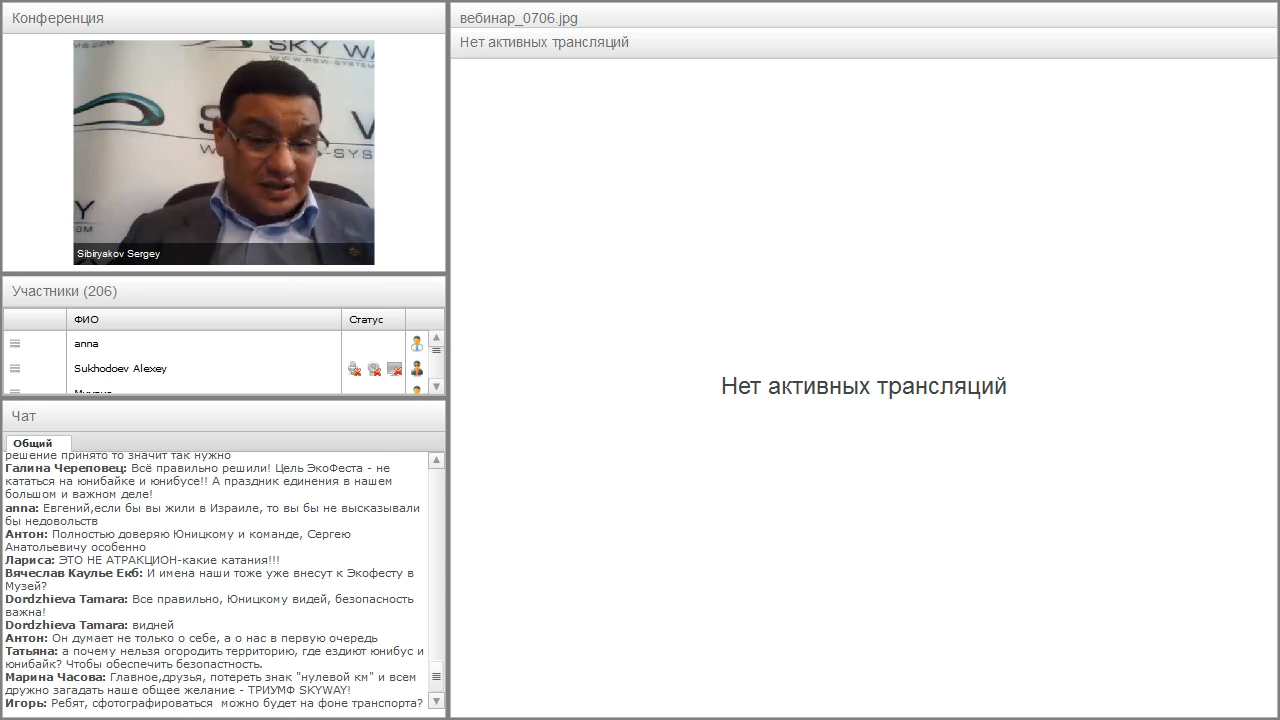 Конференция
SKY WA
WWW.RSW-SYSTEMS
Sibiryakov Sergey
Участники (206)
ФИО
Статус
anna
Sukhodoev Alexey
Чат
Общий
решение принято то значит так нужно
Галина Череповец: Всё правильно решили! Цель ЭкоФеста - не
кататься на юнибайке и юнибусе!! А праздник единения в нашем
большом и важном деле!
anna: Евгений,если бы вы жили в Израиле, то вы бы не высказывали
бы недовольств
Антон: Полностью доверяю Юницкому и команде, Сергею
Анатольевичу особенно
Лариса: ЭТО НЕ АТРАКЦИОН-какие катания!!!
Вячеслав Каулье Екб: И имена наши тоже уже внесут к Экофесту в
Музей?
Dordzhieva Tamara: Все правильно, Юницкому видей, безопасность
важна!
Dordzhieva Tamara: видней
Антон: Он думает не только о себе, а о нас в первую очередь
Татьяна: а почему нельзя огородить территорию, где ездиют юнибус и
юнибайк? Чтобы обеспечить безопастность.
Марина Часова: Главное,друзья, потереть знак "нулевой км" и всем
дружно загадать наше общее желание - ТРИУМФ SKYWAY!
Игорь: Ребят, сфотографироваться можно будет на фоне транспорта?
вебинар_0706.jpg
Нет активных трансляций
Нет активных трансляций